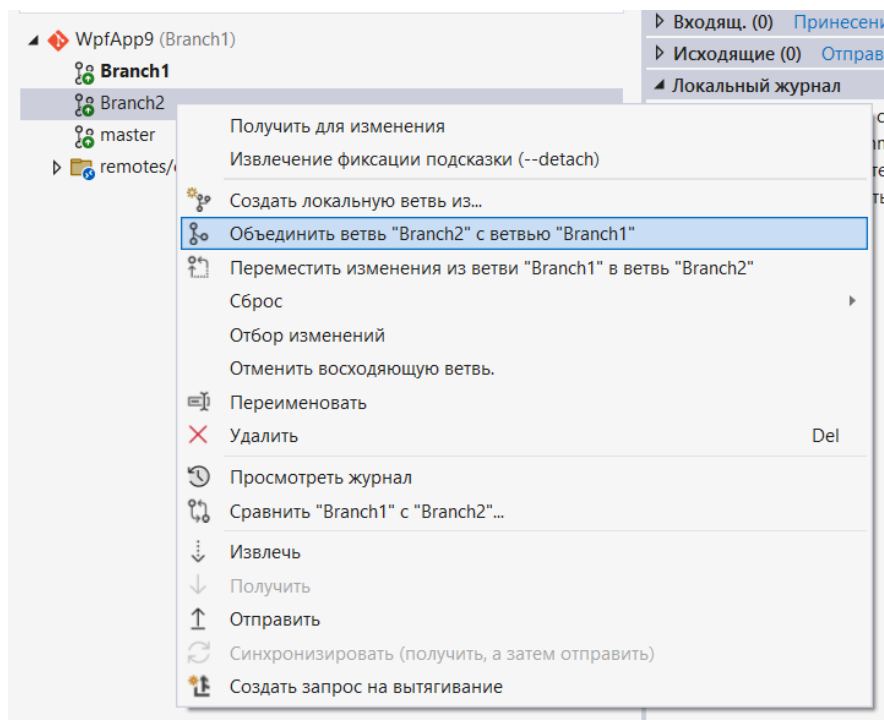 WpfApp9 (Branch1)
Branch1
Branch2
master
remotes/
Входящ. (0)
Исходящие (0)
Локальный журнал
Получить для изменения
Извлечение фиксации подсказки (--detach)
Создать локальную ветвь из...
Объединить ветвь "Branch2" с ветвью "Branch1"
Переместить изменения из ветви "Branch1" в ветвь "Branch2"
Сброс
Отбор изменений
Отменить восходяющую ветвь.
Переименовать
Удалить Del
Просмотреть журнал
Сравнить "Branch1" с "Branch2"...
Извлечь
Получить
Отправить
Синхронизировать (получить, а затем отправить)
Создать запрос на вытягивание